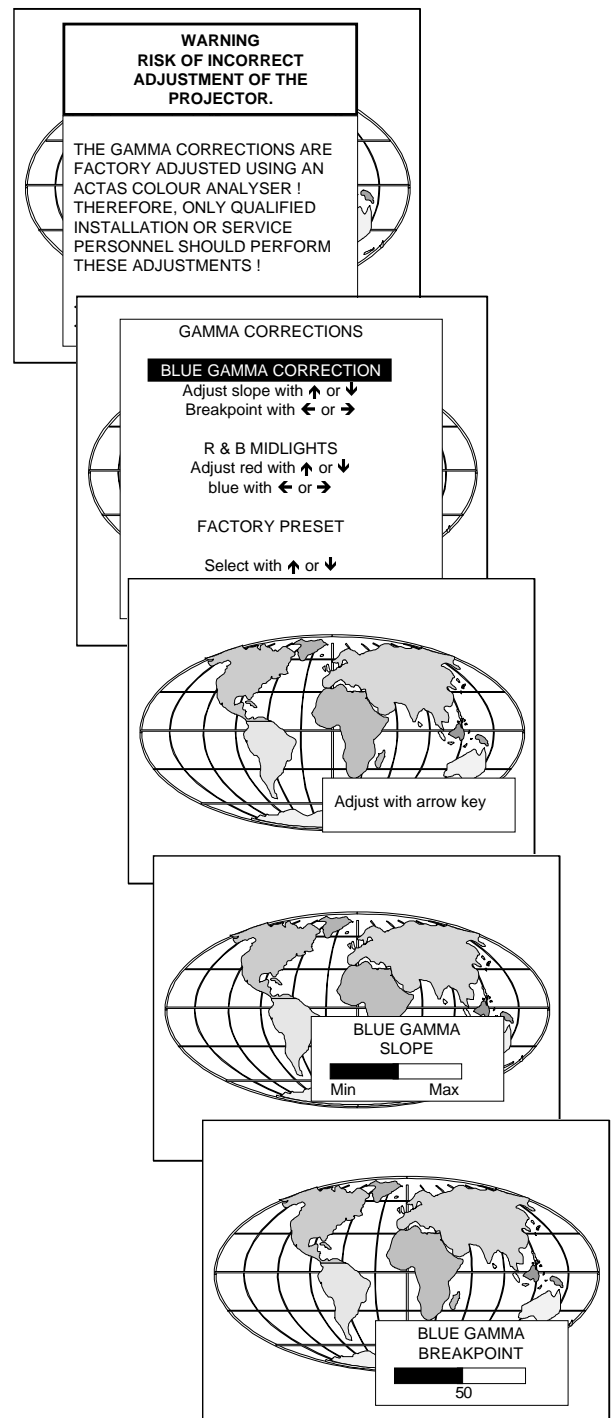 WARNING
RISK OF INCORRECT
ADJUSTMENT OF THE
PROJECTOR.
THE GAMMA CORRECTIONS ARE
FACTORY ADJUSTED USING AN
ACTAS COLOUR ANALYSER !
THEREFORE, ONLY QUALIFIED
INSTALLATION OR SERVICE
PERSONNEL SHOULD PERFORM
THESE ADJUSTMENTS !
GAMMA CORRECTIONS
BLUE GAMMA CORRECTION
Adjust slope with ↑ or ↓
Breakpoint with ← or →
R & B MIDLIGHTS
Adjust red with ↑ or ↓
blue with ← or →
FACTORY PRESET
Select with ↑ or ↓
Adjust with arrow key
BLUE GAMMA
SLOPE
Min Max
BLUE GAMMA
BREAKPOINT
50